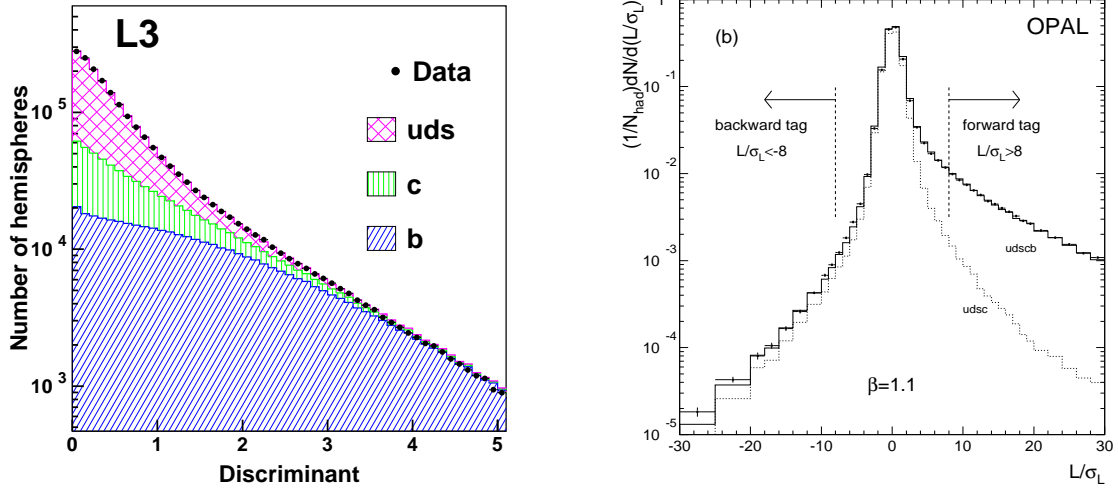 L3
Data
uds
c
b
Number of hemispheres
10^5
10^4
10^3
0 1 2 3 4 5
Discriminant
(b)
OPAL
(1/N_had)dN/d(L/σ_L)
1
10^-1
10^-2
10^-3
10^-4
10^-5
backward tag
L/σ_L<-8
forward tag
L/σ_L>8
udscb
udsc
β=1.1
-30 -20 -10 0 10 20 30
L/σ_L